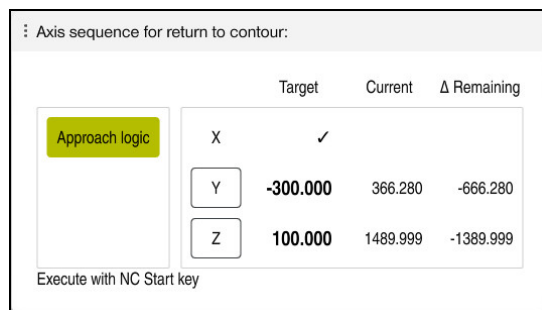 Axis sequence for return to contour:
Target Current Δ Remaining
Approach logic X ✓
Y -300.000 366.280 -666.280
Z 100.000 1489.999 -1389.999
Execute with NC Start key